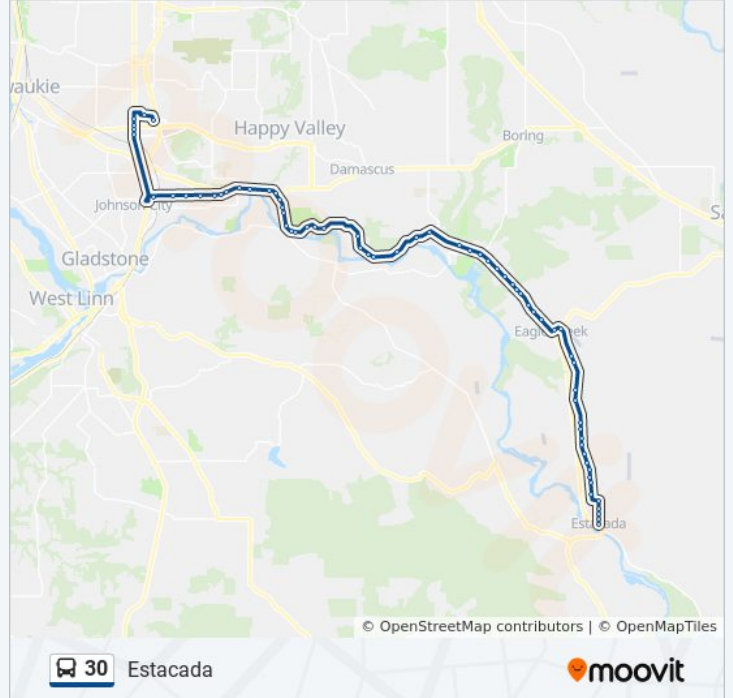 waukie
Happy Valley
Boring
Damascus
Johnson City
Sa
Gladstone
West Linn
Eagle Creek
Estacada
© OpenStreetMap contributors | © OpenMapTiles
30 Estacada
moovit